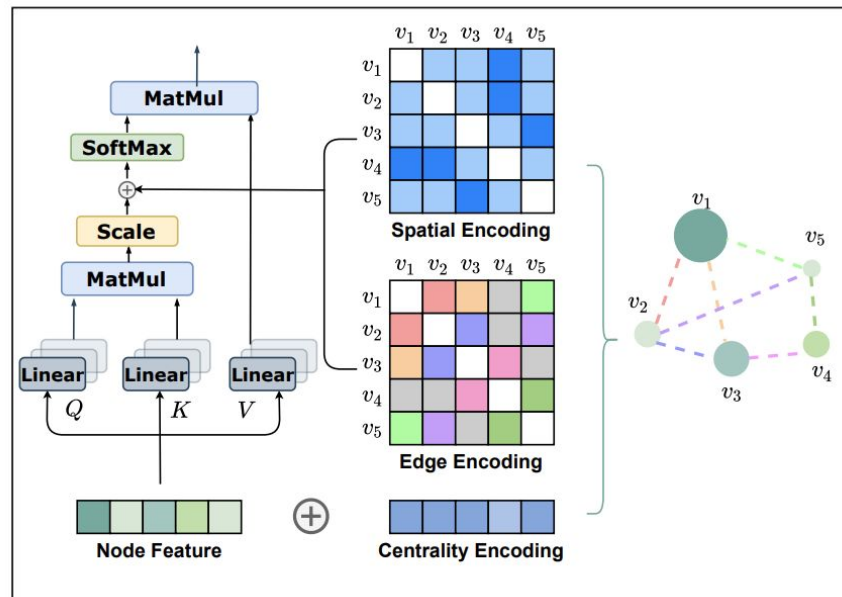 MatMul
SoftMax
+
Scale
MatMul
Linear Linear Linear
Q K V
Node Feature
+
v₁ v₂ v₃ v₄ v₅
v₁
v₂
v₃
v₄
v₅
Spatial Encoding
v₁ v₂ v₃ v₄ v₅
v₁
v₂
v₃
v₄
v₅
Edge Encoding
Centrality Encoding
v₁
v₅
v₂
v₃
v₄